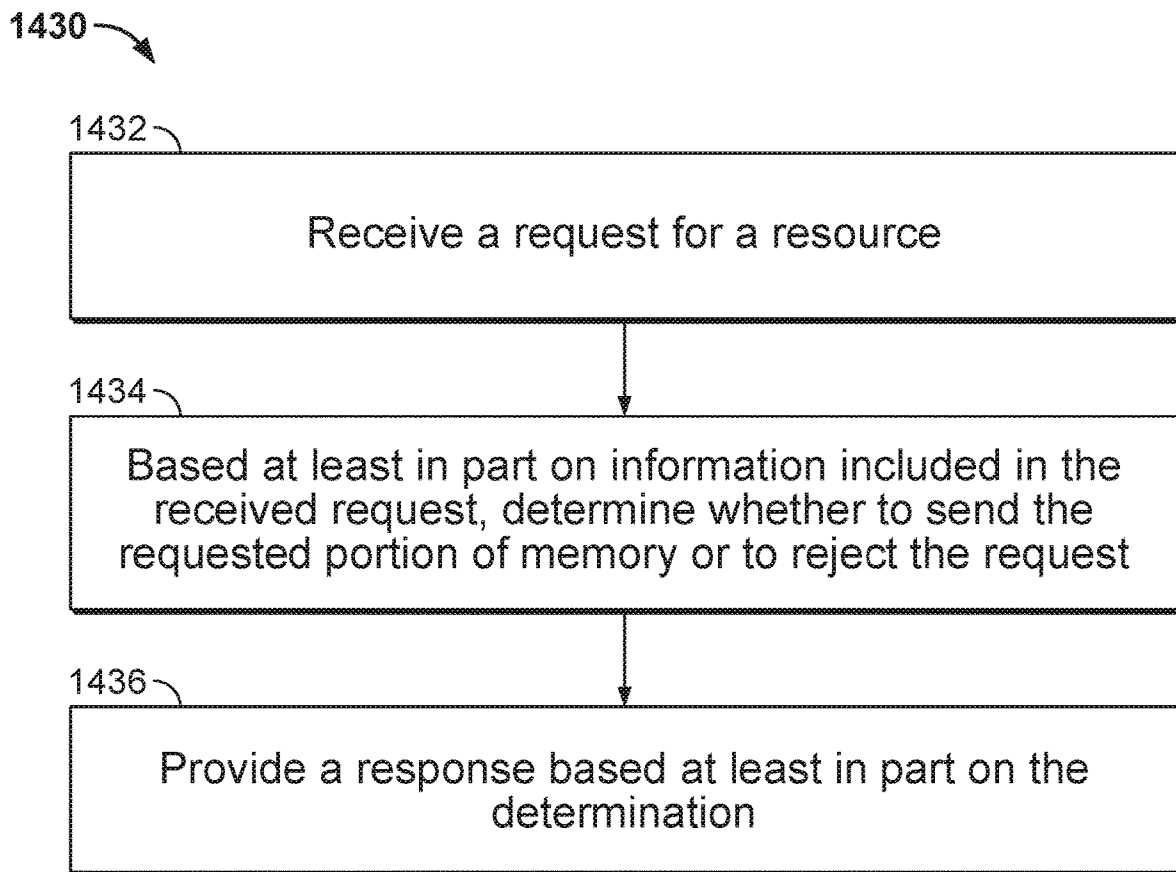 1430
1432
Receive a request for a resource
1434
Based at least in part on information included in the
received request, determine whether to send the
requested portion of memory or to reject the request
1436
Provide a response based at least in part on the
determination